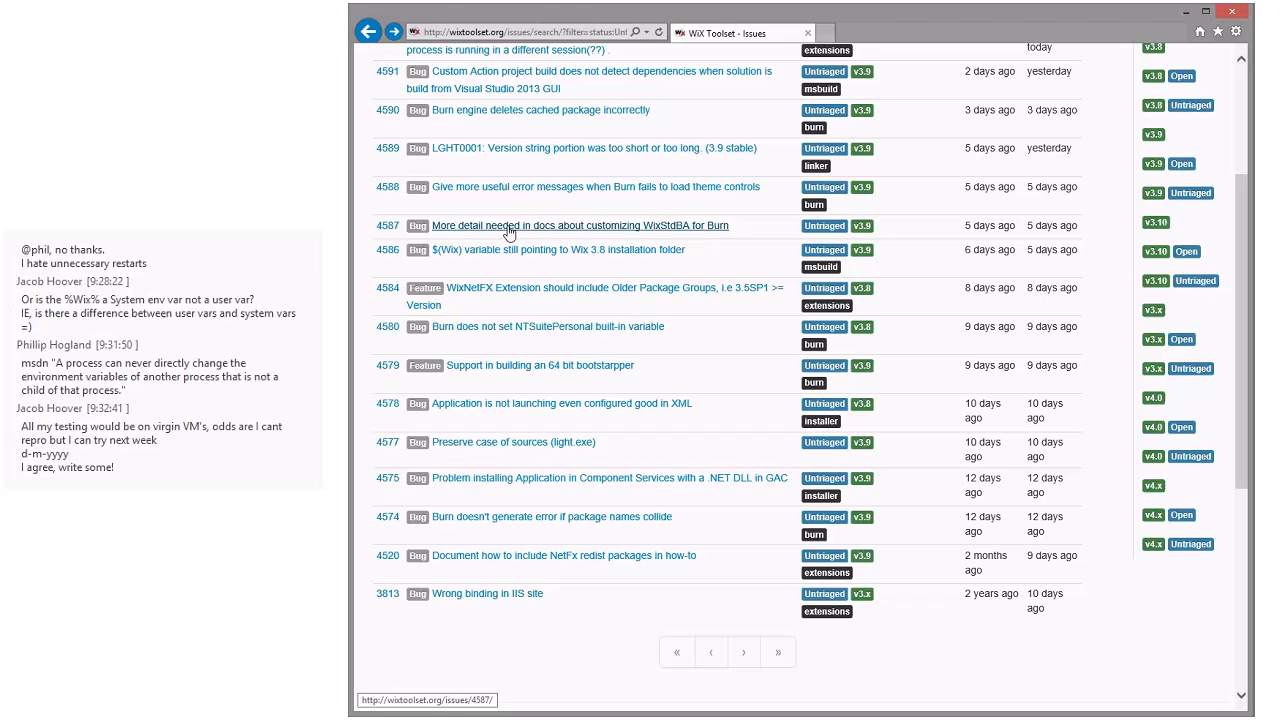 @phil, no thanks.
I hate unnecessary restarts
Jacob Hoover [9:28:22 ]
Or is the %Wix% a System env var not a user var?
IE, is there a difference between user vars and system vars
=)
Phillip Hogland [9:31:50 ]
msdn "A process can never directly change the
environment variables of another process that is not a
child of that process."
Jacob Hoover [9:32:41 ]
All my testing would be on virgin VM's, odds are I cant
repro but I can try next week
d-m-yyyy
I agree, write some!
http://wixtoolset.org/issues/search/?filter=status:Unt
WiX Toolset - Issues
process is running in a different session(??) .
extensions
today
4591 Bug Custom Action project build does not detect dependencies when solution is Untriaged v3.9 2 days ago yesterday
build from Visual Studio 2013 GUI msbuild
4590 Bug Burn engine deletes cached package incorrectly Untriaged v3.9 3 days ago 3 days ago
burn
4589 Bug LGHT0001: Version string portion was too short or too long. (3.9 stable) Untriaged v3.9 5 days ago yesterday
linker
4588 Bug Give more useful error messages when Burn fails to load theme controls Untriaged v3.9 5 days ago 5 days ago
burn
4587 Bug More detail needed in docs about customizing WixStdBA for Burn Untriaged v3.9 5 days ago 5 days ago
4586 Bug $(Wix) variable still pointing to Wix 3.8 installation folder Untriaged v3.9 5 days ago 5 days ago
msbuild
4584 Feature WixNetFX Extension should include Older Package Groups, i.e 3.5SP1 >= Untriaged v3.8 8 days ago 8 days ago
Version extensions
4580 Bug Burn does not set NTSuitePersonal built-in variable Untriaged v3.8 9 days ago 9 days ago
burn
4579 Feature Support in building an 64 bit bootstarpper Untriaged v3.9 9 days ago 9 days ago
burn
4578 Bug Application is not launching even configured good in XML Untriaged v3.8 10 days 10 days
installer ago ago
4577 Bug Preserve case of sources (light.exe) Untriaged v3.9 10 days 10 days
ago ago
4575 Bug Problem installing Application in Component Services with a .NET DLL in GAC Untriaged v3.9 12 days 12 days
installer ago ago
4574 Bug Burn doesn't generate error if package names collide Untriaged v3.9 12 days 12 days
burn ago ago
4520 Bug Document how to include NetFx redist packages in how-to Untriaged v3.9 2 months 9 days ago
extensions ago
3813 Bug Wrong binding in IIS site Untriaged v3.x 2 years ago 10 days
extensions ago
« ‹ › »
http://wixtoolset.org/issues/4587/
v3.8
v3.8 Open
v3.8 Untriaged
v3.9
v3.9 Open
v3.9 Untriaged
v3.10
v3.10 Open
v3.10 Untriaged
v3.x
v3.x Open
v3.x Untriaged
v4.0
v4.0 Open
v4.0 Untriaged
v4.x
v4.x Open
v4.x Untriaged